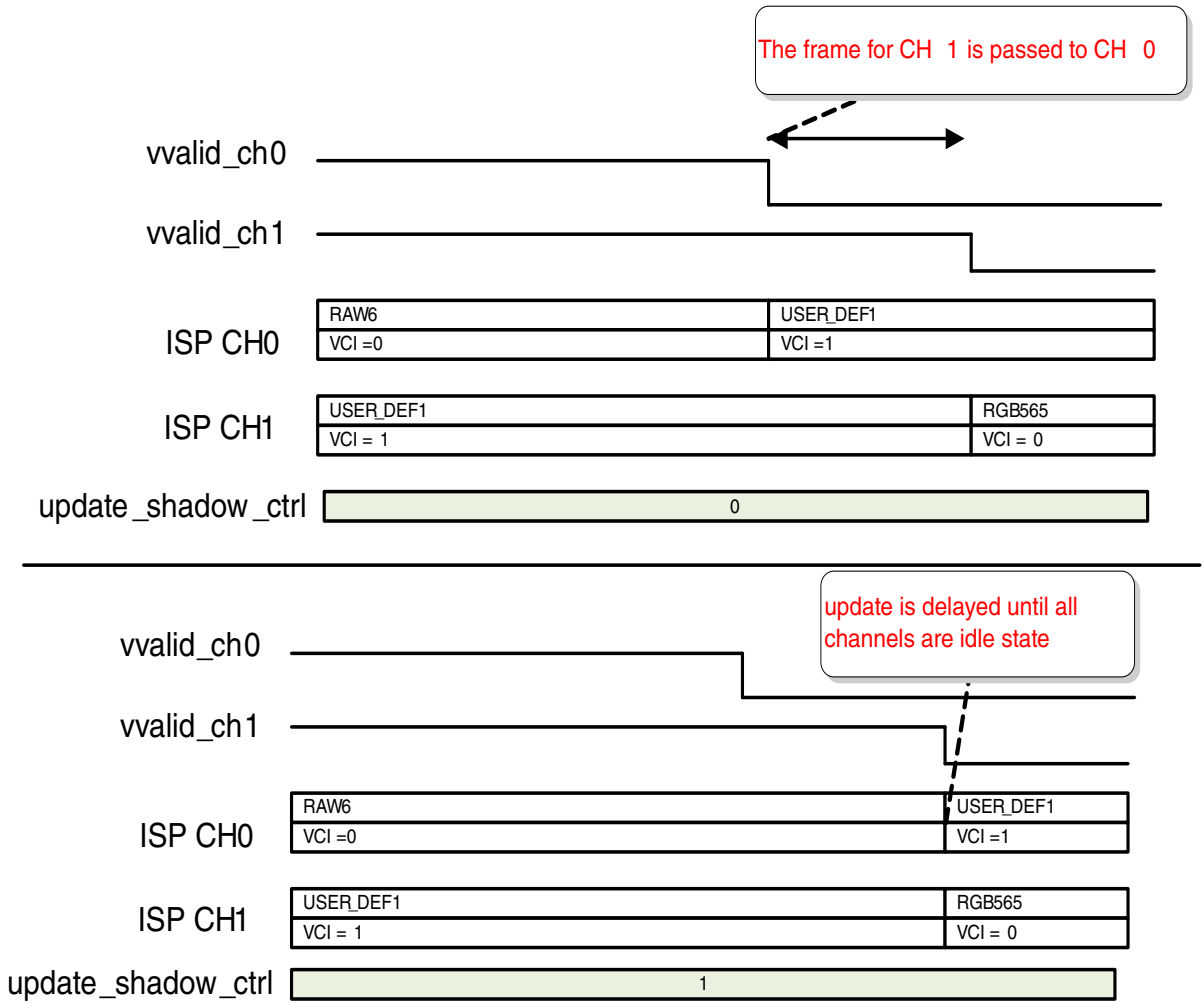 The frame for CH 1 is passed to CH 0
vvalid_ch0
vvalid_ch1
ISP CH0
RAW6
USER_DEF1
VCI =0
VCI =1
ISP CH1
USER_DEF1
RGB565
VCI = 1
VCI = 0
update_shadow_ctrl
0
update is delayed until all
channels are idle state
vvalid_ch0
vvalid_ch1
ISP CH0
RAW6
USER_DEF1
VCI =0
VCI =1
ISP CH1
USER_DEF1
RGB565
VCI = 1
VCI = 0
update_shadow_ctrl
1